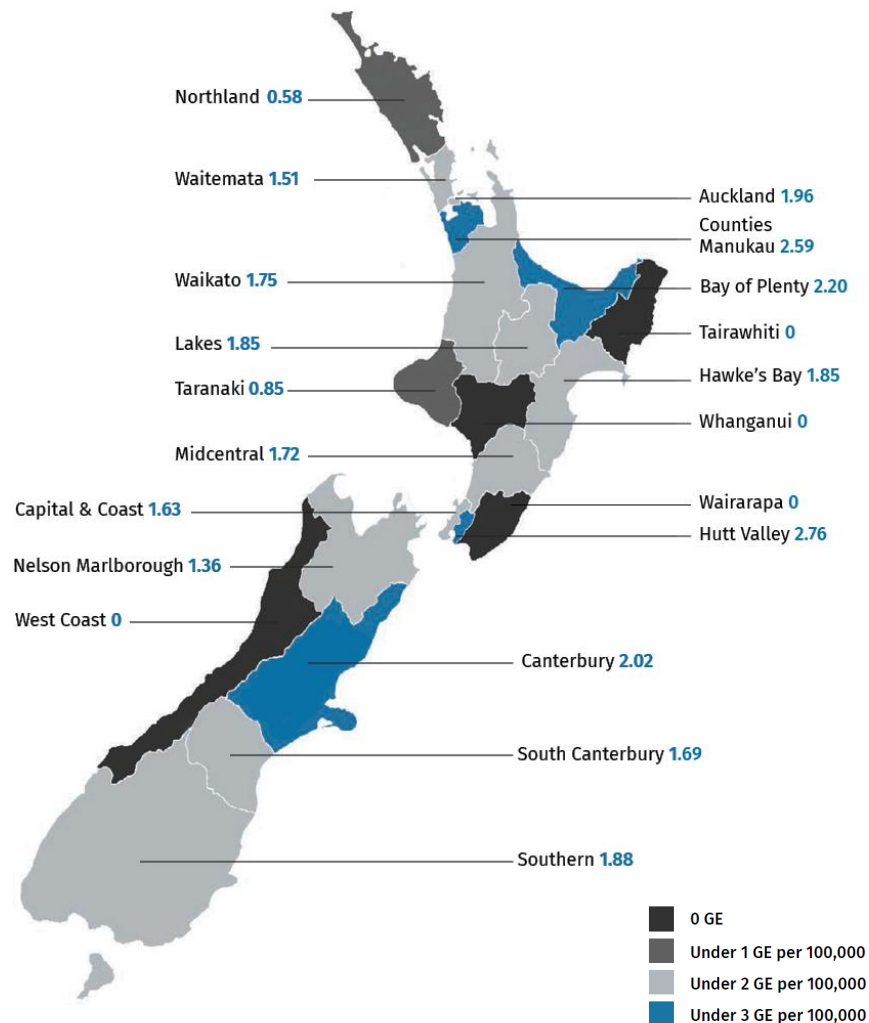 Northland 0.58
Waitemata 1.51
Auckland 1.96
Counties
Manukau 2.59
Waikato 1.75
Bay of Plenty 2.20
Tairawhiti 0
Lakes 1.85
Hawke's Bay 1.85
Taranaki 0.85
Whanganui 0
Midcentral 1.72
Wairarapa 0
Capital & Coast 1.63
Hutt Valley 2.76
Nelson Marlborough 1.36
West Coast 0
Canterbury 2.02
South Canterbury 1.69
Southern 1.88
0 GE
Under 1 GE per 100,000
Under 2 GE per 100,000
Under 3 GE per 100,000